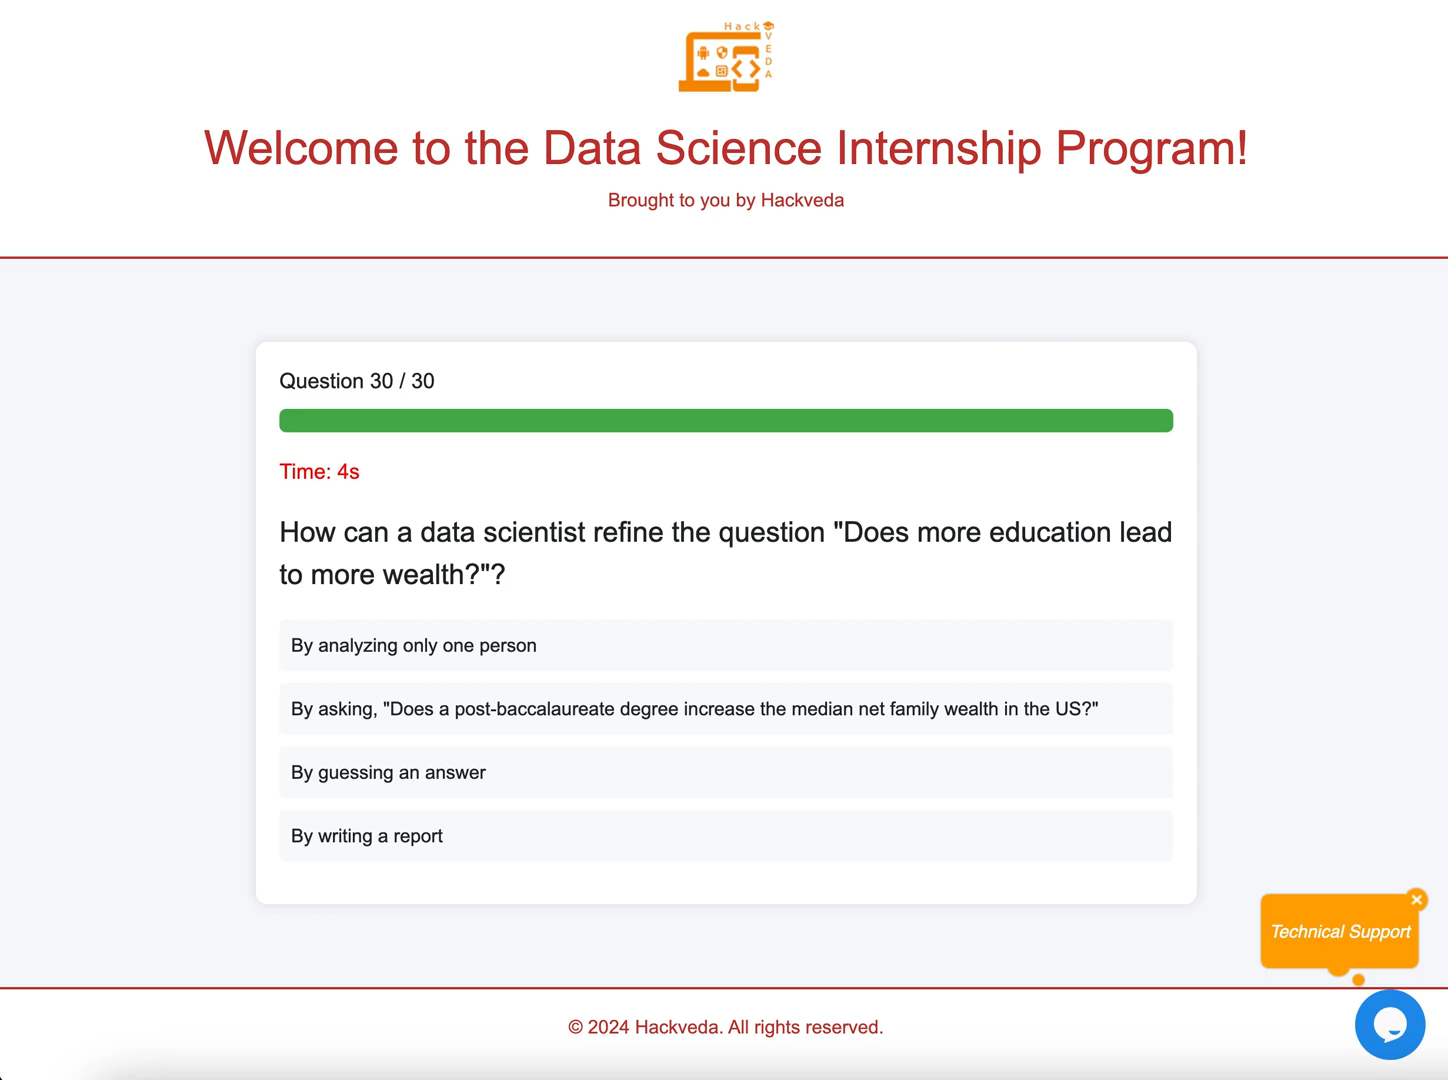 Hack
VEDA
Welcome to the Data Science Internship Program!
Brought to you by Hackveda
Question 30 / 30
Time: 4s
How can a data scientist refine the question "Does more education lead
to more wealth?"?
By analyzing only one person
By asking, "Does a post-baccalaureate degree increase the median net family wealth in the US?"
By guessing an answer
By writing a report
Technical Support
© 2024 Hackveda. All rights reserved.